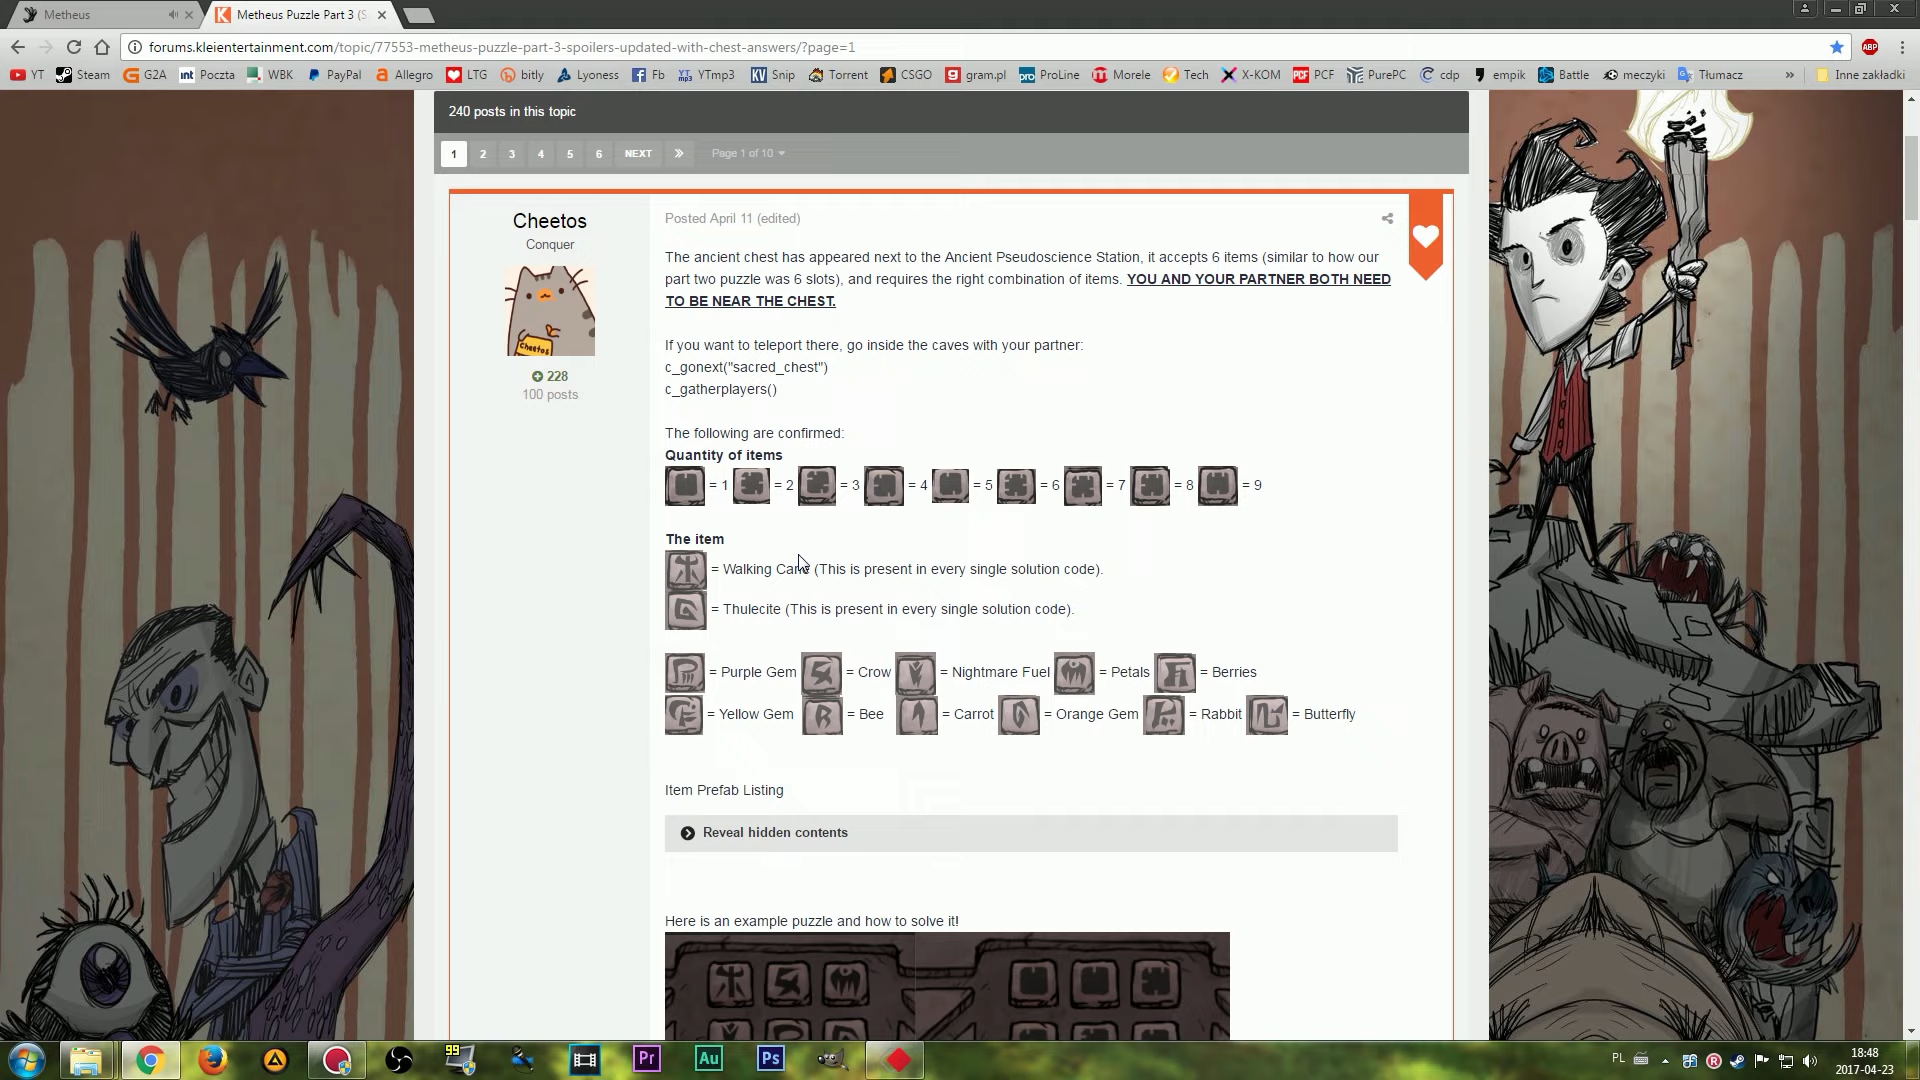 Metheus
Metheus Puzzle Part 3 (S
forums.kleientertainment.com/topic/77553-metheus-puzzle-part-3-spoilers-updated-with-chest-answers/?page=1
ABP
YT Steam G2A int Poczta WBK PayPal Allegro LTG bitly Lyoness Fb YTmp3 Snip Torrent CSGO gram.pl ProLine Morele Tech X-KOM PCF PurePC cdp empik Battle meczyki Tłumacz » Inne zakładki
240 posts in this topic
1 2 3 4 5 6 NEXT » Page 1 of 10
Cheetos
Conquer
Cheetos
228
100 posts
Posted April 11 (edited)
The ancient chest has appeared next to the Ancient Pseudoscience Station, it accepts 6 items (similar to how our
part two puzzle was 6 slots), and requires the right combination of items. YOU AND YOUR PARTNER BOTH NEED
TO BE NEAR THE CHEST.
If you want to teleport there, go inside the caves with your partner:
c_gonext("sacred_chest")
c_gatherplayers()
The following are confirmed:
Quantity of items
= 1 = 2 = 3 = 4 = 5 = 6 = 7 = 8 = 9
The item
= Walking Cane (This is present in every single solution code).
= Thulecite (This is present in every single solution code).
= Purple Gem = Crow = Nightmare Fuel = Petals = Berries
= Yellow Gem = Bee = Carrot = Orange Gem = Rabbit = Butterfly
Item Prefab Listing
Reveal hidden contents
Here is an example puzzle and how to solve it!
99
Pr Au Ps
PL
18:48
2017-04-23